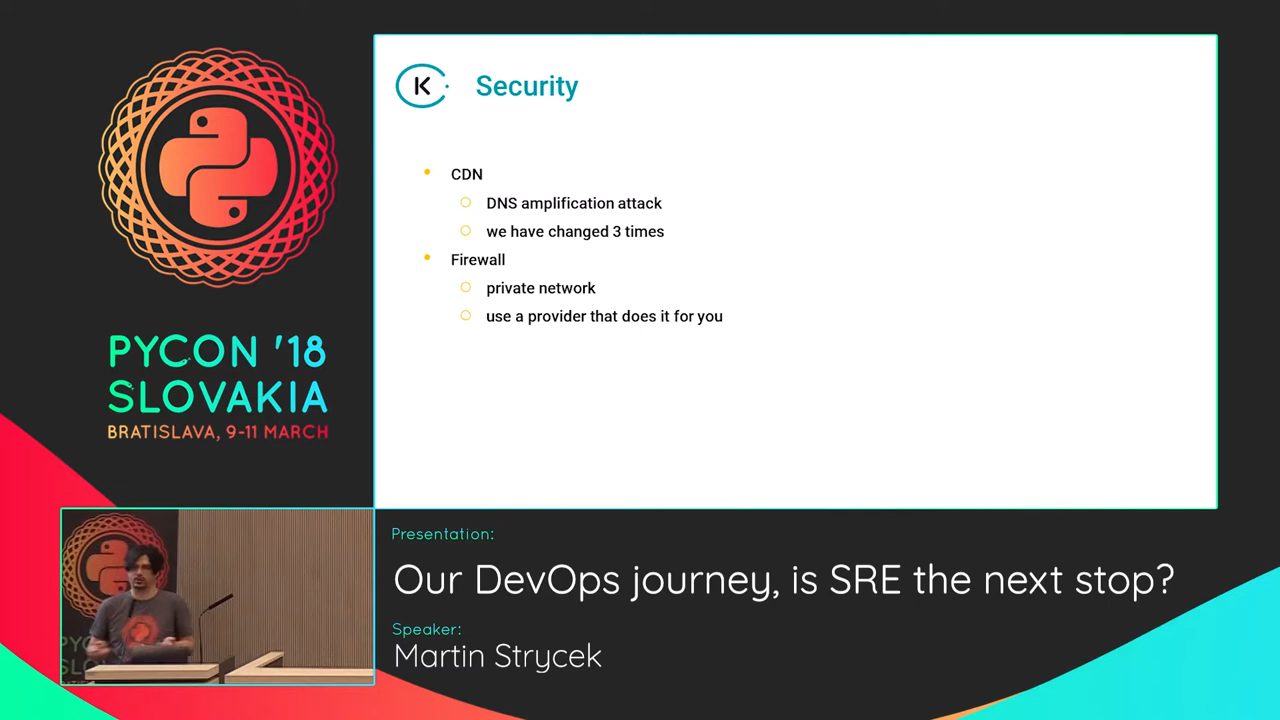 K
Security
CDN
DNS amplification attack
we have changed 3 times
Firewall
private network
use a provider that does it for you
PYCON '18
SLOVAKIA
BRATISLAVA, 9-11 MARCH
Presentation:
Our DevOps journey, is SRE the next stop?
Speaker:
Martin Strycek